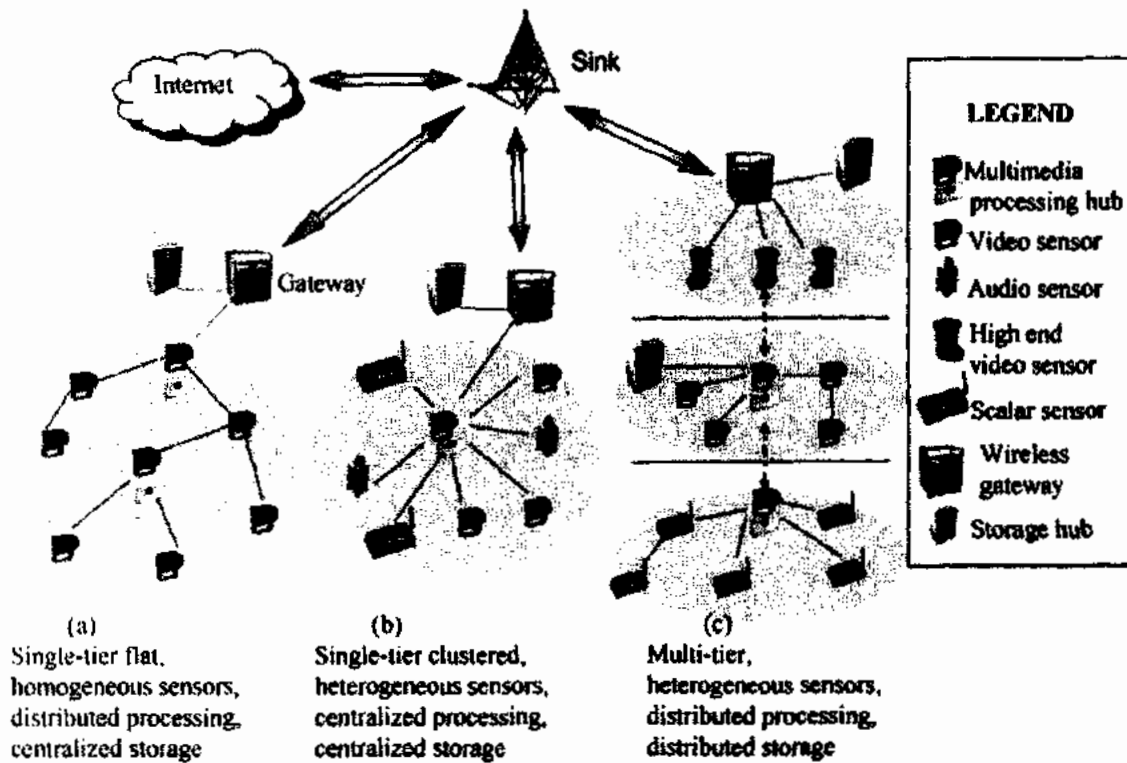 Internet
Sink
Gateway
LEGEND
Multimedia
processing hub
Video sensor
Audio sensor
High end
video sensor
Scalar sensor
Wireless
gateway
Storage hub
(a)
Single-tier flat,
homogeneous sensors,
distributed processing,
centralized storage
(b)
Single-tier clustered,
heterogeneous sensors,
centralized processing,
centralized storage
(c)
Multi-tier,
heterogeneous sensors,
distributed processing,
distributed storage